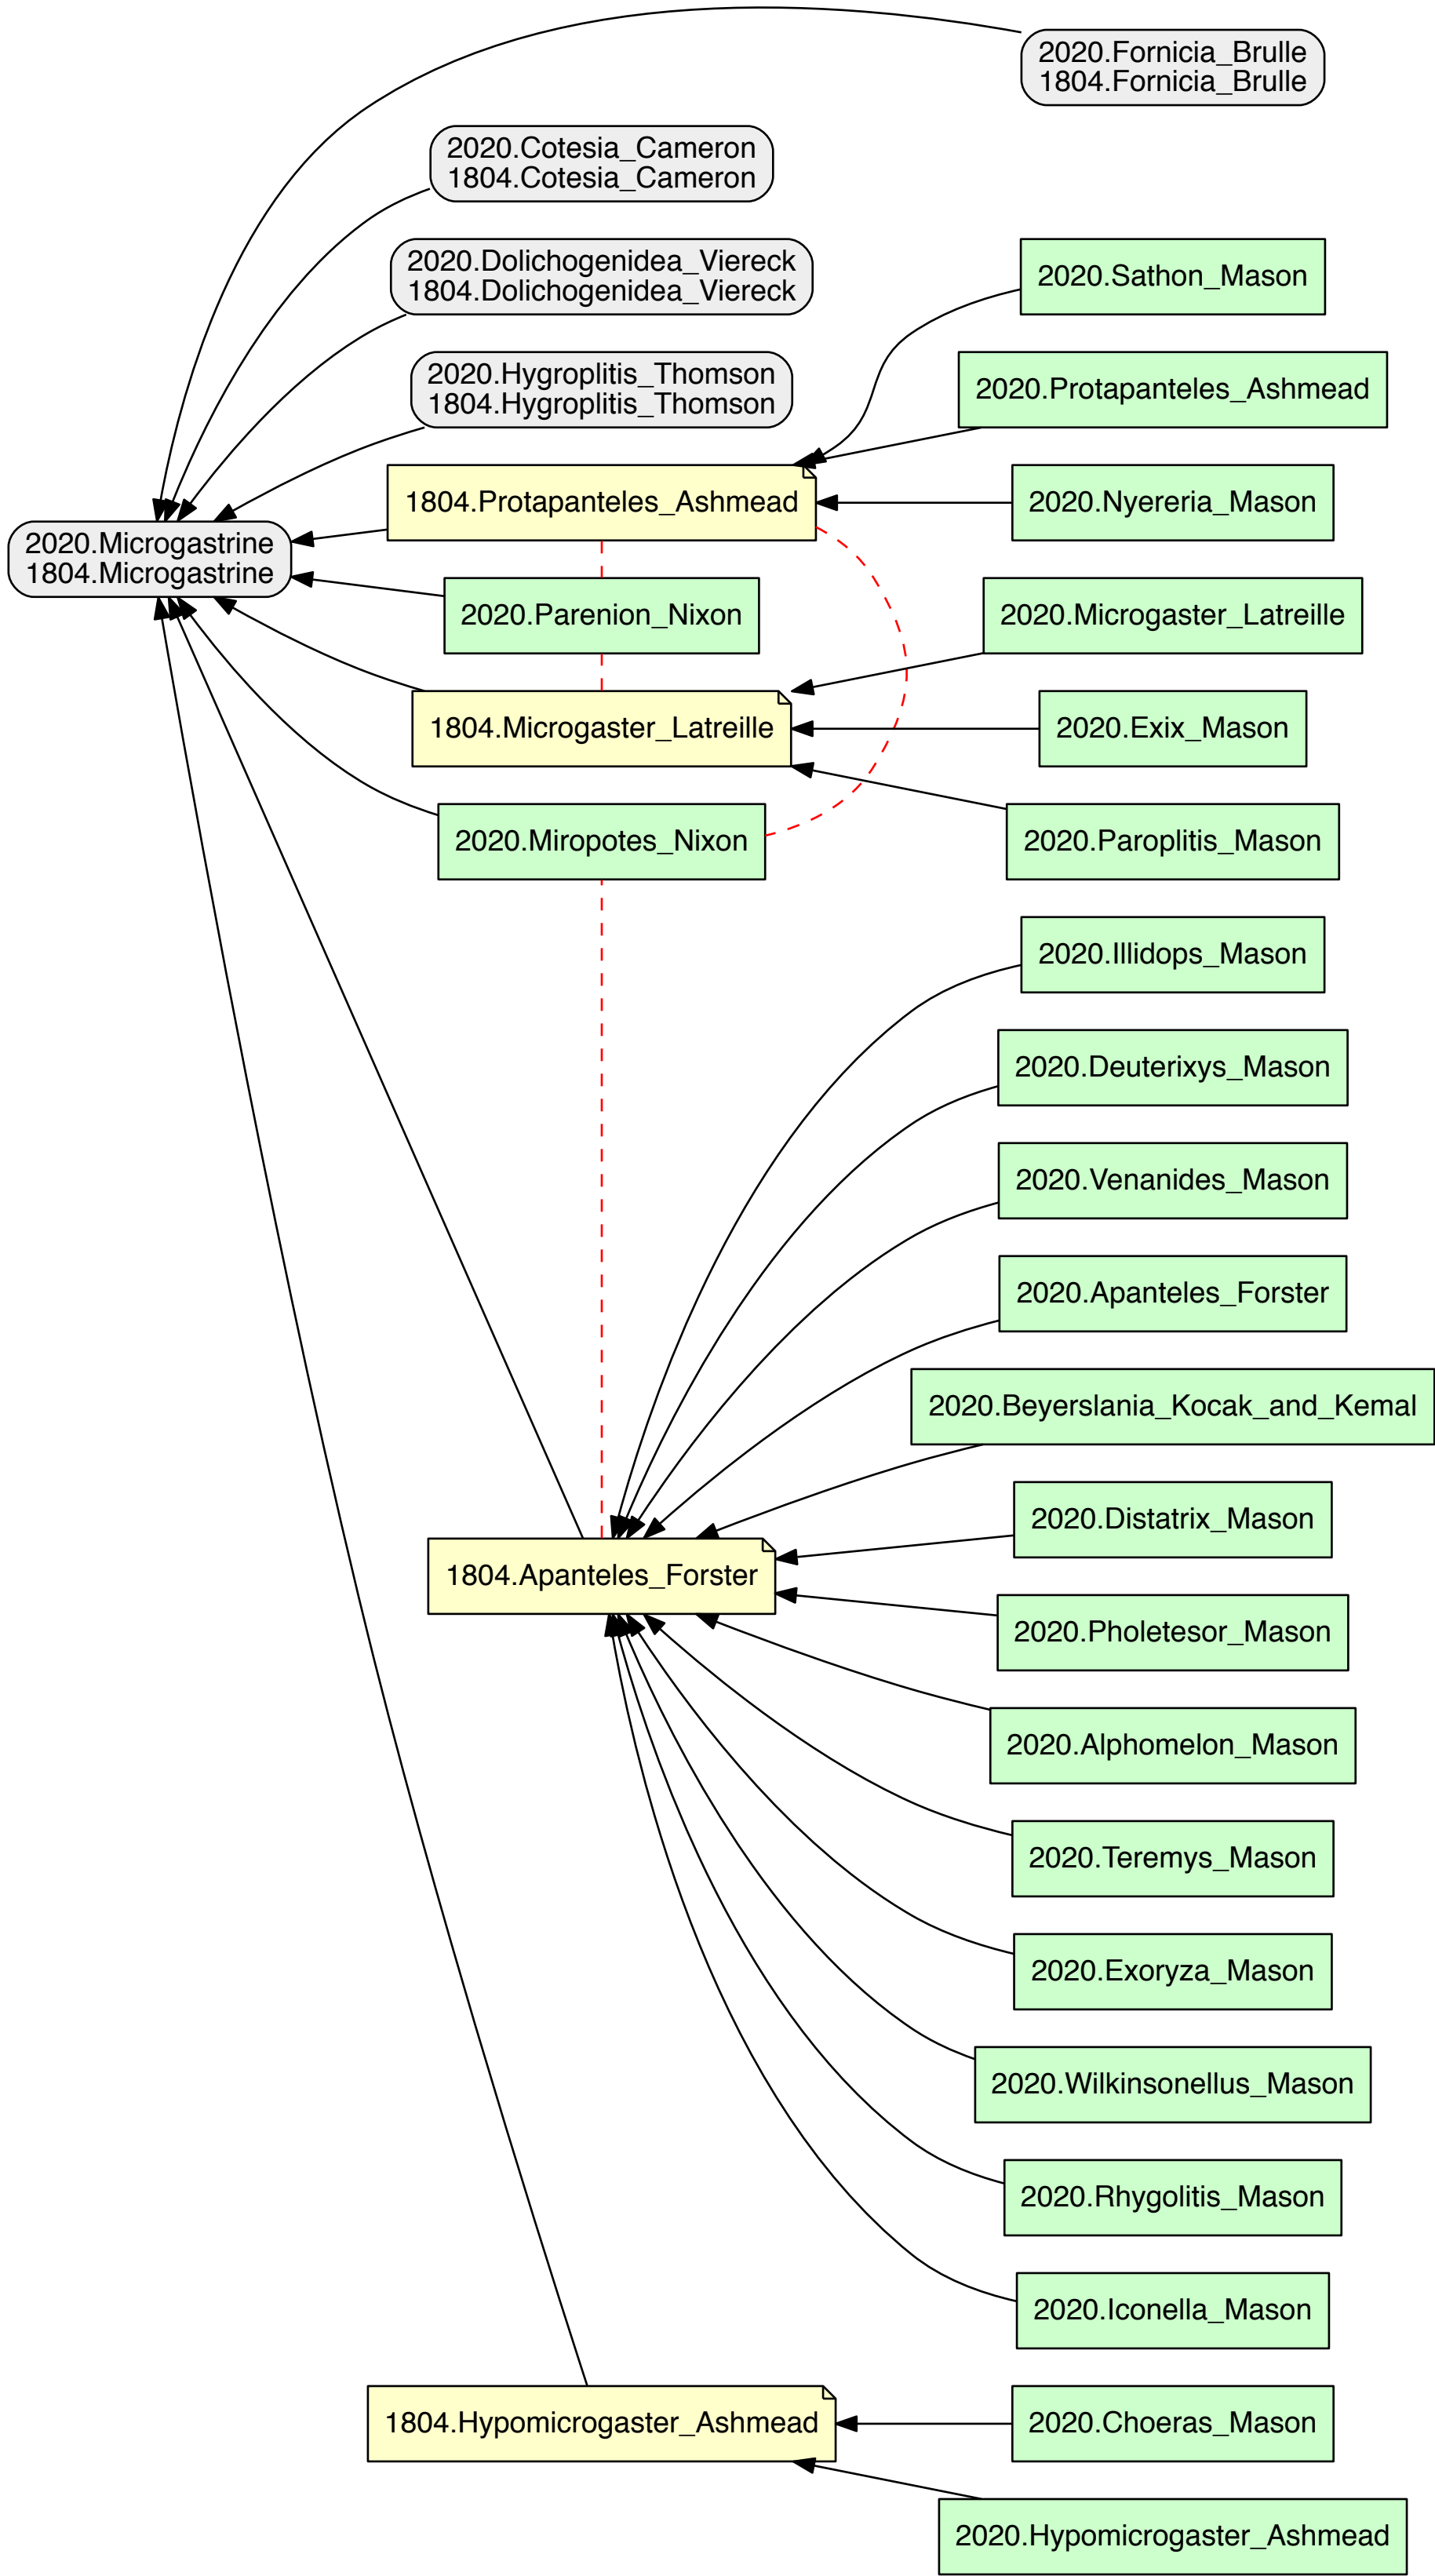 2020.Fornicia_Brulle
1804.Fornicia_Brulle
2020.Cotesia_Cameron
1804.Cotesia_Cameron
2020.Dolichogenidea_Viereck
1804.Dolichogenidea_Viereck
2020.Sathon_Mason
2020.Hygroplitis_Thomson
1804.Hygroplitis_Thomson
2020.Protapanteles_Ashmead
1804.Protapanteles_Ashmead
2020.Nyereria_Mason
2020.Microgastrine
1804.Microgastrine
2020.Parenion_Nixon
2020.Microgaster_Latreille
1804.Microgaster_Latreille
2020.Exix_Mason
2020.Miropotes_Nixon
2020.Paroplitis_Mason
2020.Illidops_Mason
2020.Deuterixys_Mason
2020.Venanides_Mason
2020.Apanteles_Forster
2020.Beyerslania_Kocak_and_Kemal
2020.Distatrix_Mason
1804.Apanteles_Forster
2020.Pholetesor_Mason
2020.Alphomelon_Mason
2020.Teremys_Mason
2020.Exoryza_Mason
2020.Wilkinsonellus_Mason
2020.Rhygolitis_Mason
2020.Iconella_Mason
1804.Hypomicrogaster_Ashmead
2020.Choeras_Mason
2020.Hypomicrogaster_Ashmead